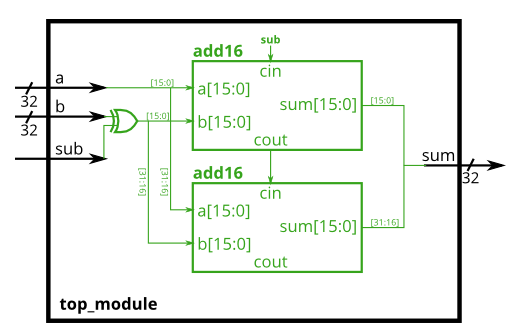 sub
add16
cin
a
[15:0]
a[15:0]
32
b
sum[15:0]
[15:0]
[15:0]
b[15:0]
32
cout
sub
sum
32
[31:16]
[31:16]
add16
cin
a[15:0]
sum[15:0]
[31:16]
b[15:0]
cout
top_module